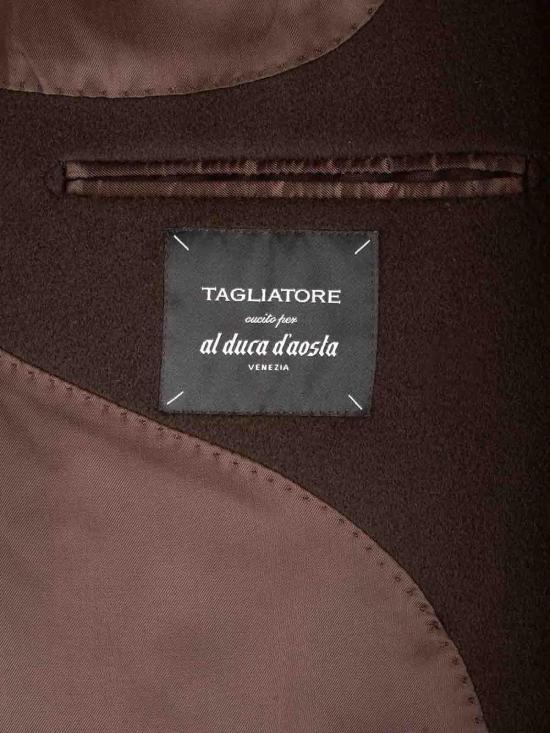 TAGLIATORE
cucito per
al duca d'aosta
VENEZIA